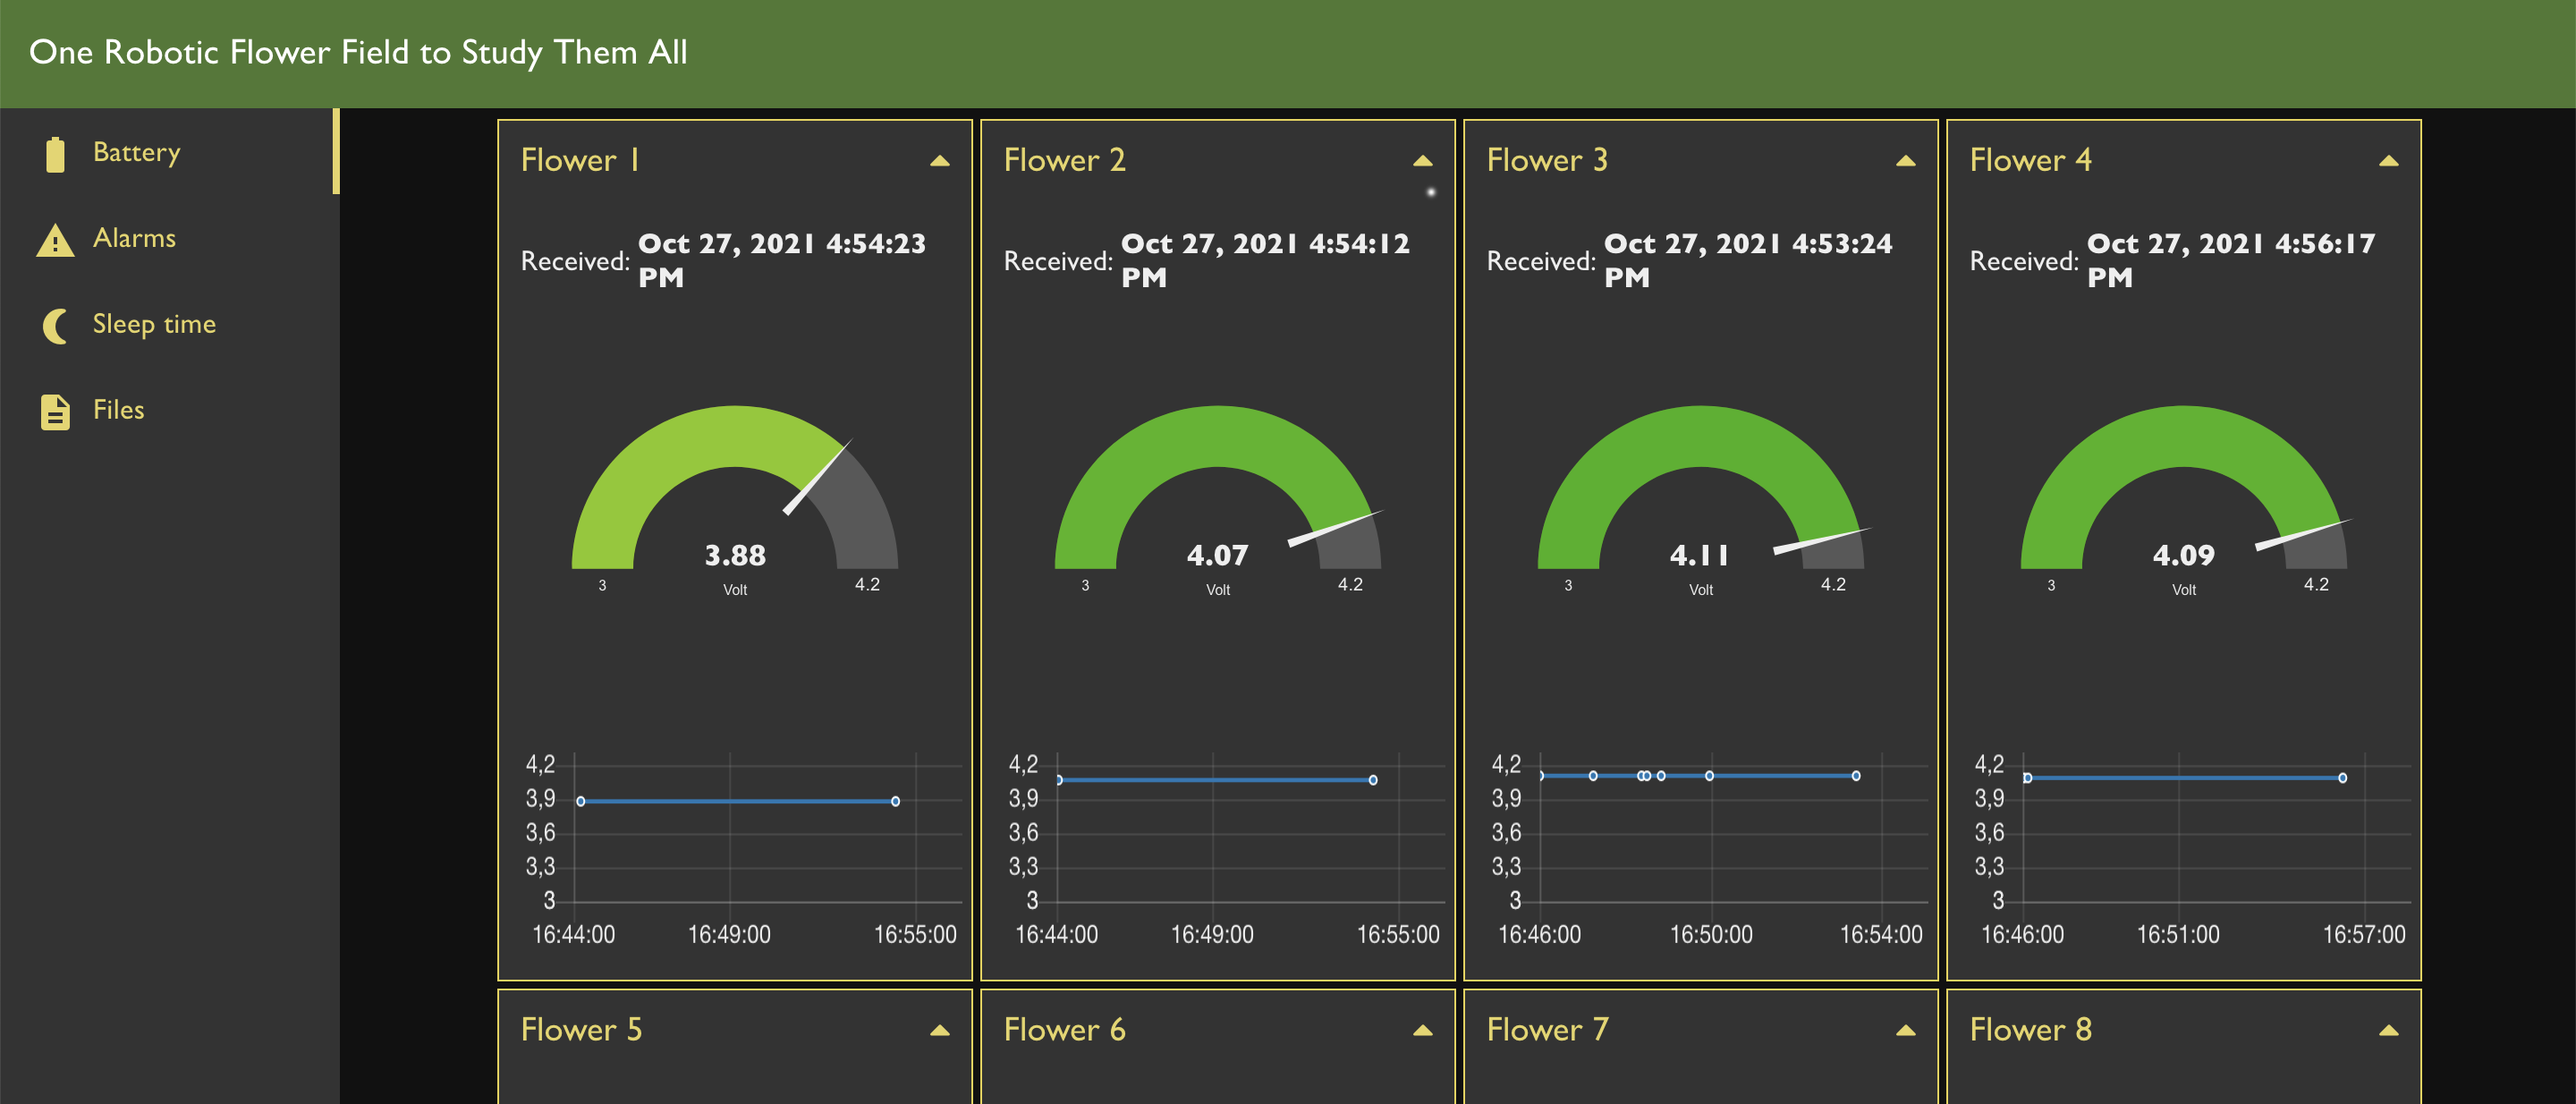 One Robotic Flower Field to Study Them All
Battery
Alarms
Sleep time
Files
Flower 1
Received: Oct 27, 2021 4:54:23
PM
3.88
3
Volt
4.2
4,2
3,9
3,6
3,3
3
16:44:00 16:49:00 16:55:00
Flower 2
Received: Oct 27, 2021 4:54:12
PM
4.07
3
Volt
4.2
4,2
3,9
3,6
3,3
3
16:44:00 16:49:00 16:55:00
Flower 3
Received: Oct 27, 2021 4:53:24
PM
4.11
3
Volt
4.2
4,2
3,9
3,6
3,3
3
16:46:00 16:50:00 16:54:00
Flower 4
Received: Oct 27, 2021 4:56:17
PM
4.09
3
Volt
4.2
4,2
3,9
3,6
3,3
3
16:46:00 16:51:00 16:57:00
Flower 5
Flower 6
Flower 7
Flower 8